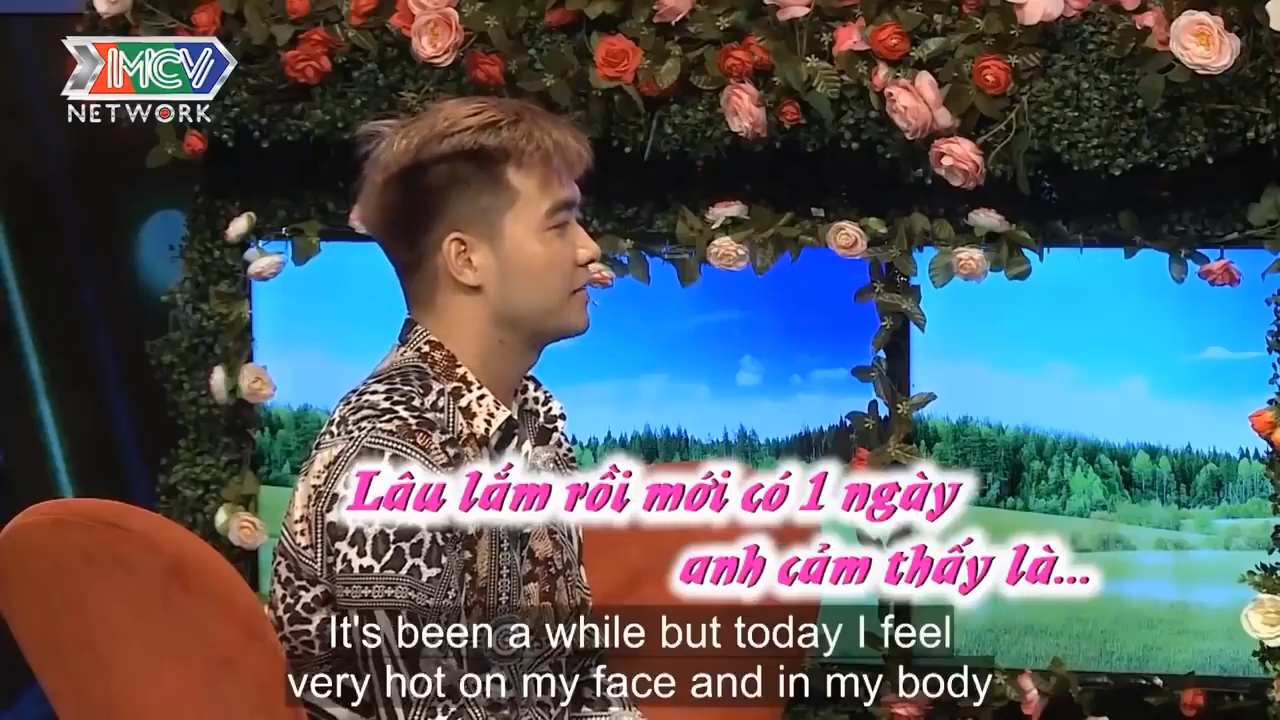 MCV
NETWORK
Lâu lắm rồi mới có 1 ngày
anh cảm thấy là...
It's been a while but today I feel
very hot on my face and in my body